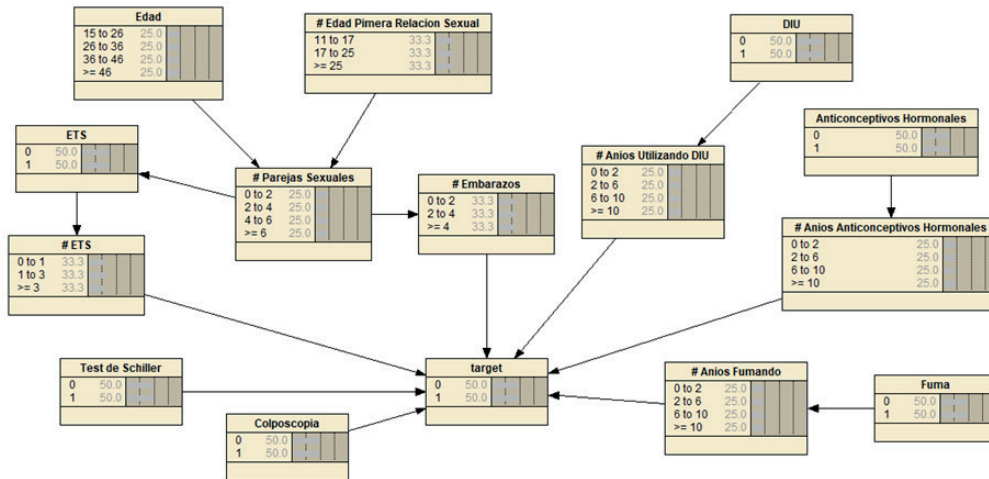 Edad
15 to 26 25.0
26 to 36 25.0
36 to 46 25.0
>= 46 25.0
# Edad Pimera Relacion Sexual
11 to 17 33.3
17 to 25 33.3
>= 25 33.3
DIU
0 50.0
1 50.0
ETS
0 50.0
1 50.0
# Parejas Sexuales
0 to 2 25.0
2 to 4 25.0
4 to 6 25.0
>= 6 25.0
# Embarazos
0 to 2 33.3
2 to 4 33.3
>= 4 33.3
# Anios Utilizando DIU
0 to 2 25.0
2 to 6 25.0
6 to 10 25.0
>= 10 25.0
Anticonceptivos Hormonales
0 50.0
1 50.0
# ETS
0 to 1 33.3
1 to 3 33.3
>= 3 33.3
# Anios Anticonceptivos Hormonales
0 to 2 25.0
2 to 6 25.0
6 to 10 25.0
>= 10 25.0
Test de Schiller
0 50.0
1 50.0
target
0 50.0
1 50.0
# Anios Fumando
0 to 2 25.0
2 to 6 25.0
6 to 10 25.0
>= 10 25.0
Fuma
0 50.0
1 50.0
Colposcopia
0 50.0
1 50.0